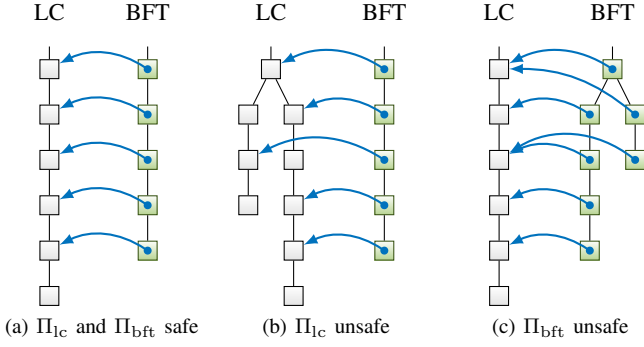 LC BFT LC BFT LC BFT
(a) Π_lc and Π_bft safe (b) Π_lc unsafe (c) Π_bft unsafe